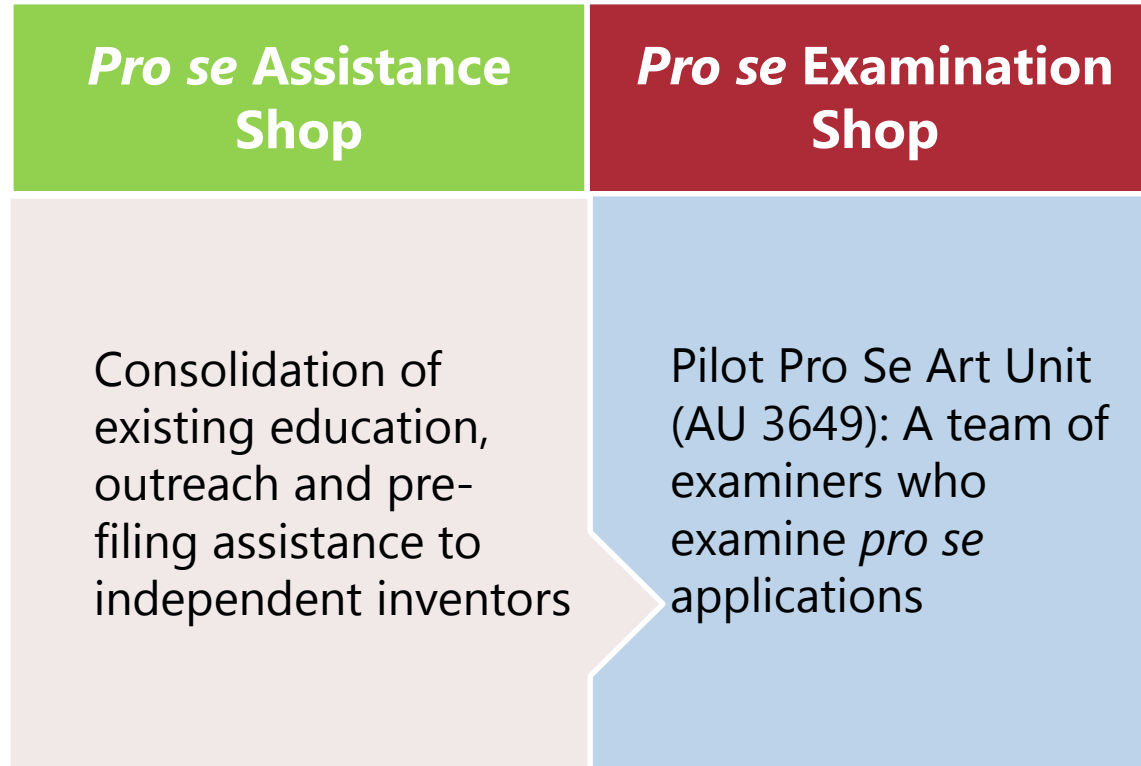 Pro se Assistance
Shop
Pro se Examination
Shop
Consolidation of
existing education,
outreach and pre-
filing assistance to
independent inventors
Pilot Pro Se Art Unit
(AU 3649): A team of
examiners who
examine pro se
applications